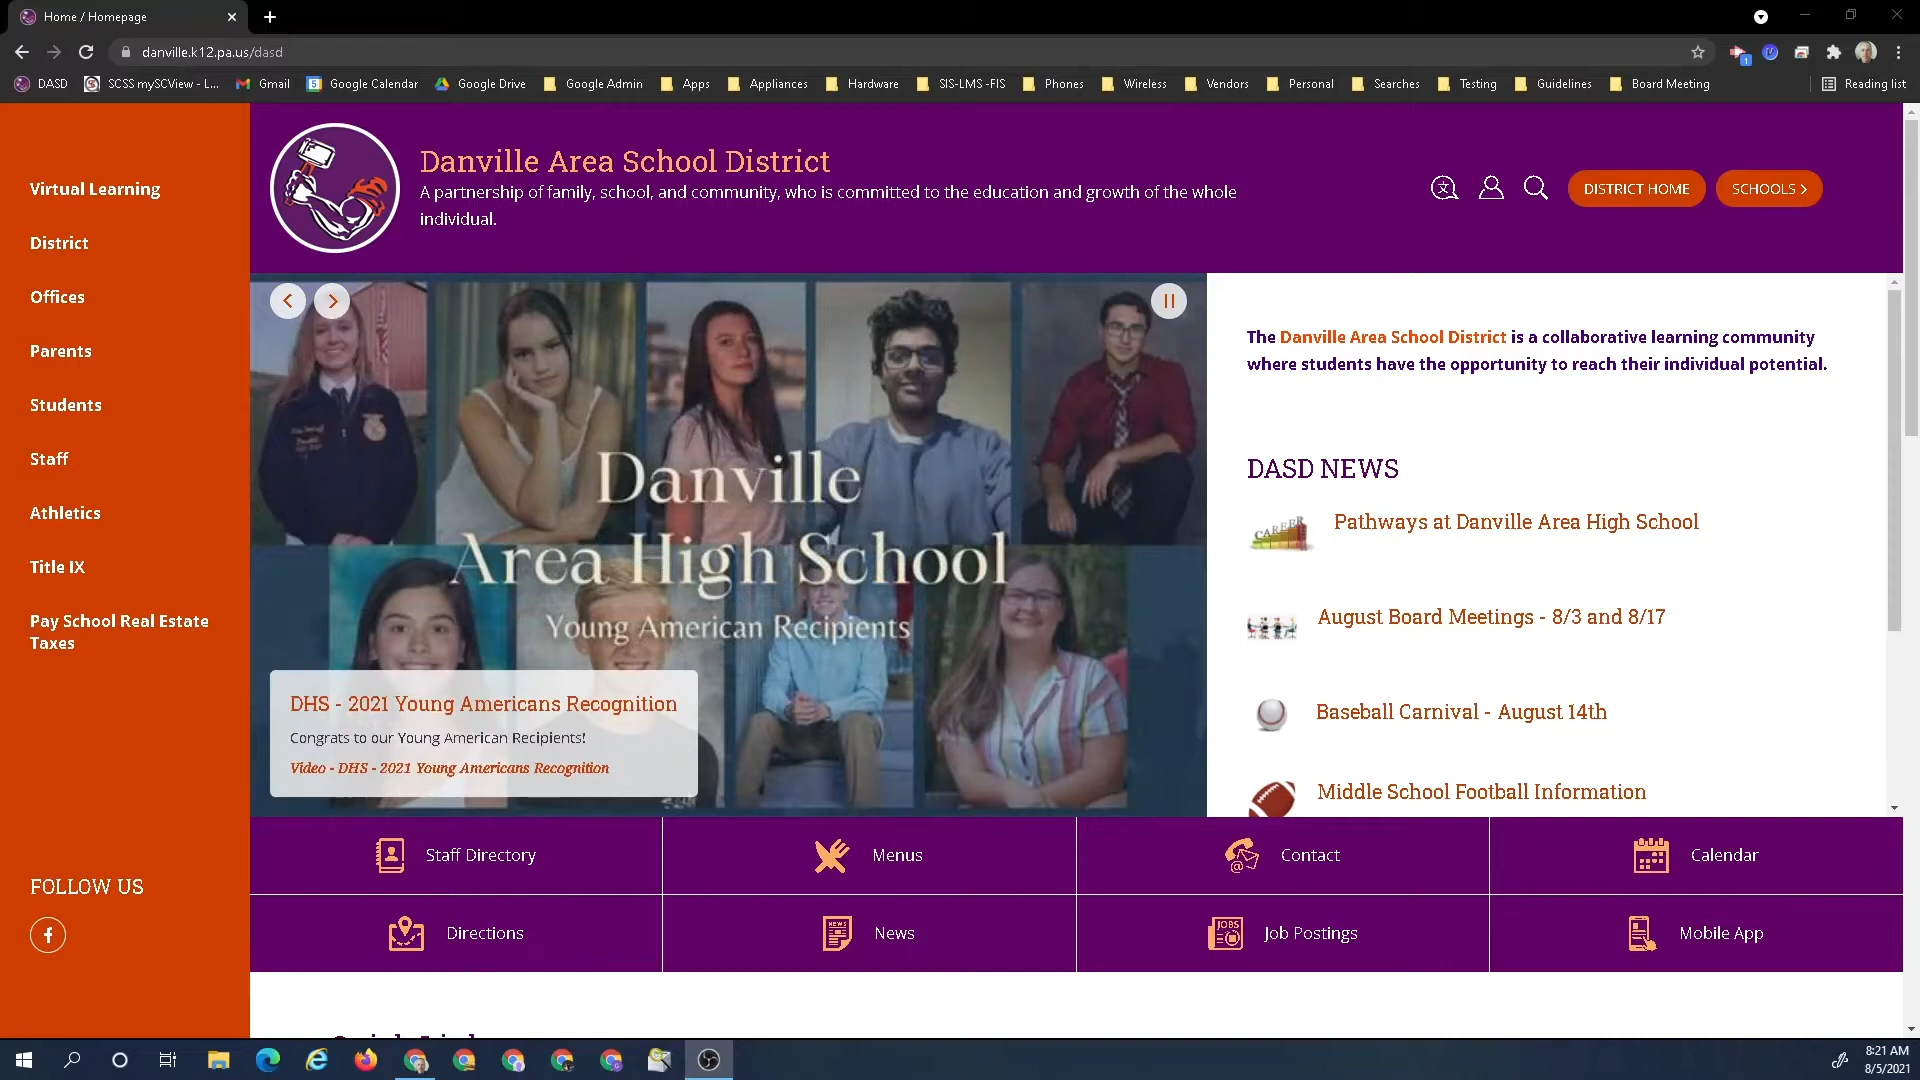 Home / Homepage
danville.k12.pa.us/dasd
DASD SCSS mySCView - L... Gmail Google Calendar Google Drive Google Admin Apps Appliances Hardware SIS-LMS -FIS Phones Wireless Vendors Personal Searches Testing Guidelines Board Meeting Reading list
1
Virtual Learning
District
Offices
Parents
Students
Staff
Athletics
Title IX
Pay School Real Estate
Taxes
FOLLOW US
Danville Area School District
A partnership of family, school, and community, who is committed to the education and growth of the whole
individual.
DISTRICT HOME
SCHOOLS
Danville
Area High School
Young American Recipients
DHS - 2021 Young Americans Recognition
Congrats to our Young American Recipients!
Video - DHS - 2021 Young Americans Recognition
The Danville Area School District is a collaborative learning community
where students have the opportunity to reach their individual potential.
DASD NEWS
CAREER
Pathways at Danville Area High School
August Board Meetings - 8/3 and 8/17
Baseball Carnival - August 14th
Middle School Football Information
Staff Directory
Menus
Contact
Calendar
Directions
NEWS
News
JOBS
Job Postings
Mobile App
8:21 AM
8/5/2021